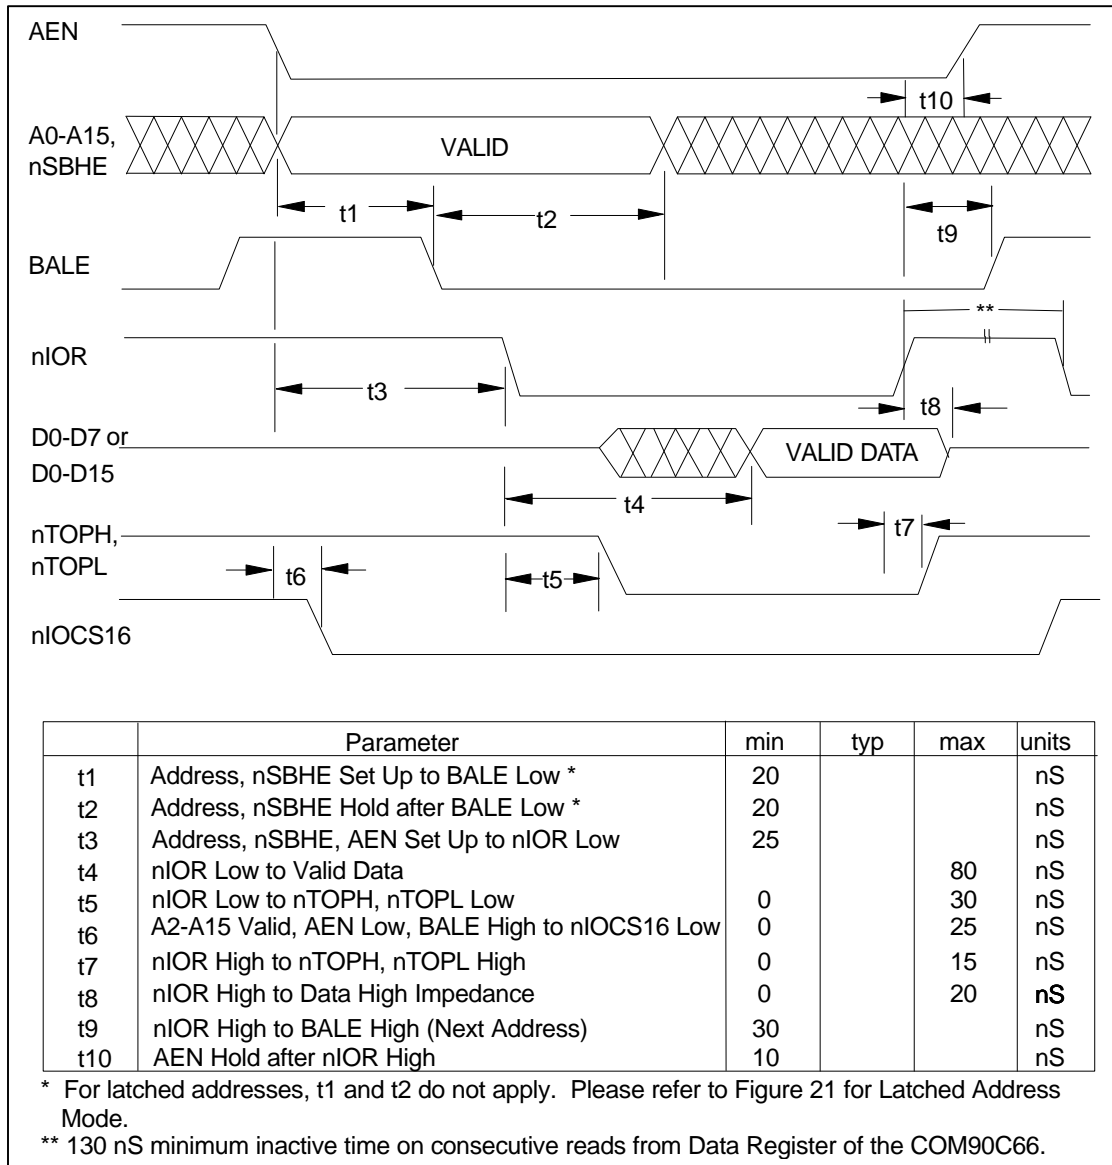 AEN
t10
A0-A15,
nSBHE
VALID
t1
t2
t9
BALE
**
nIOR
t3
t8
D0-D7 or
D0-D15
VALID DATA
t4
nTOPH,
nTOPL
t7
t6
t5
nIOCS16
Parameter min typ max units
t1 Address, nSBHE Set Up to BALE Low * 20 nS
t2 Address, nSBHE Hold after BALE Low * 20 nS
t3 Address, nSBHE, AEN Set Up to nIOR Low 25 nS
t4 nIOR Low to Valid Data 80 nS
t5 nIOR Low to nTOPH, nTOPL Low 0 30 nS
t6 A2-A15 Valid, AEN Low, BALE High to nIOCS16 Low 0 25 nS
t7 nIOR High to nTOPH, nTOPL High 0 15 nS
t8 nIOR High to Data High Impedance 0 20 nS
t9 nIOR High to BALE High (Next Address) 30 nS
t10 AEN Hold after nIOR High 10 nS
* For latched addresses, t1 and t2 do not apply. Please refer to Figure 21 for Latched Address
Mode.
** 130 nS minimum inactive time on consecutive reads from Data Register of the COM90C66.